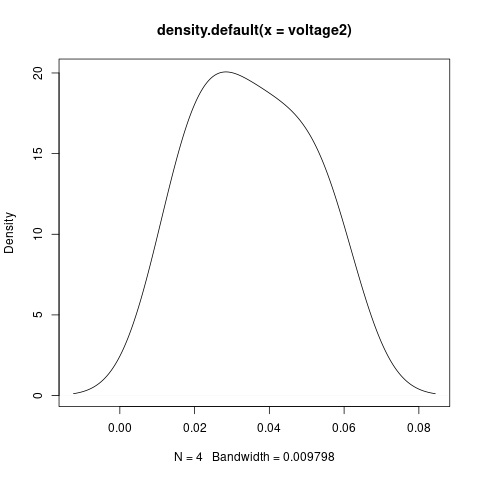 density.default(x = voltage2)
Density
20
15
10
5
0
0.00 0.02 0.04 0.06 0.08
N = 4 Bandwidth = 0.009798